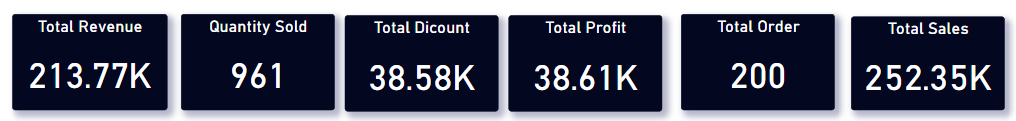 Total Revenue
213.77K
Quantity Sold
961
Total Dicount
38.58K
Total Profit
38.61K
Total Order
200
Total Sales
252.35K